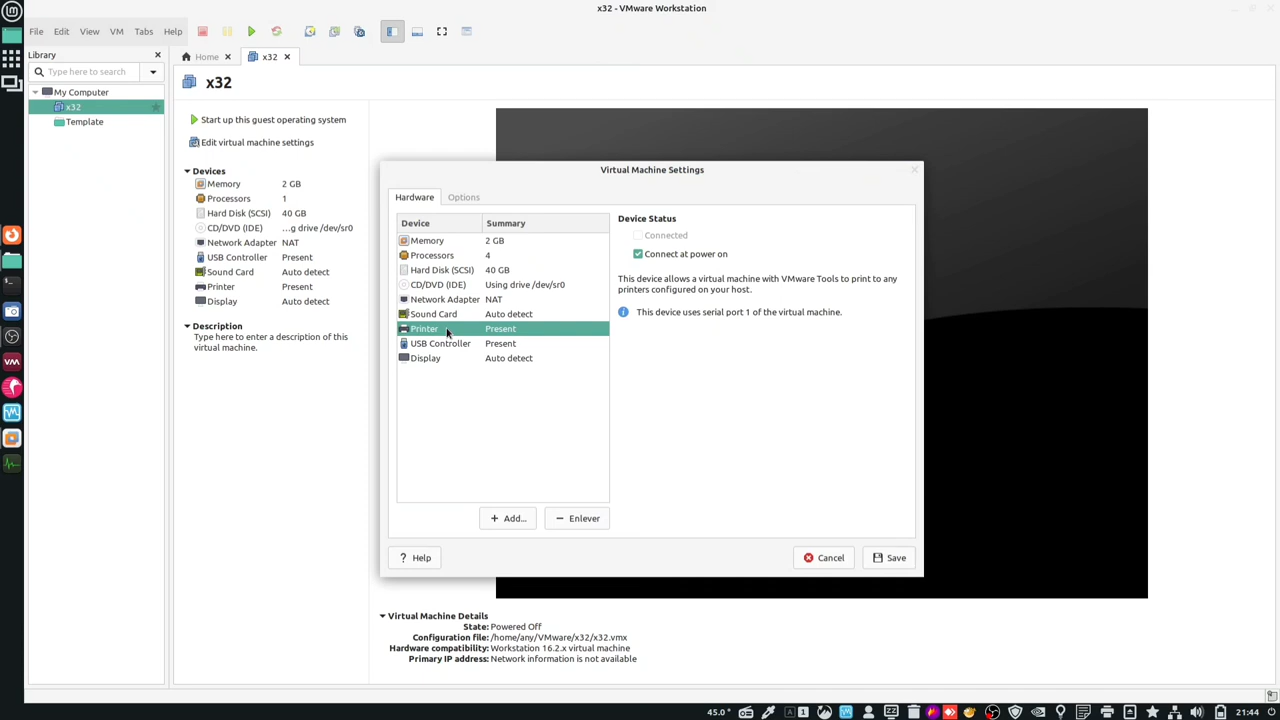 x32 - VMware Workstation
File Edit View VM Tabs Help
Library
Type here to search
My Computer
x32
Template
Home
x32
x32
Start up this guest operating system
Edit virtual machine settings
Devices
Memory 2 GB
Processors 1
Hard Disk (SCSI) 40 GB
CD/DVD (IDE) ...g drive /dev/sr0
Network Adapter NAT
USB Controller Present
Sound Card Auto detect
Printer Present
Display Auto detect
Description
Type here to enter a description of this
virtual machine.
Virtual Machine Settings
Hardware Options
Device Summary
Memory 2 GB
Processors 4
Hard Disk (SCSI) 40 GB
CD/DVD (IDE) Using drive /dev/sr0
Network Adapter NAT
Sound Card Auto detect
Printer Present
USB Controller Present
Display Auto detect
Add...
Enlever
Device Status
Connected
Connect at power on
This device allows a virtual machine with VMware Tools to print to any
printers configured on your host.
This device uses serial port 1 of the virtual machine.
Help
Cancel
Save
Virtual Machine Details
State: Powered Off
Configuration file: /home/any/VMware/x32/x32.vmx
Hardware compatibility: Workstation 16.2.x virtual machine
Primary IP address: Network information is not available
45.0 °
1
21:44